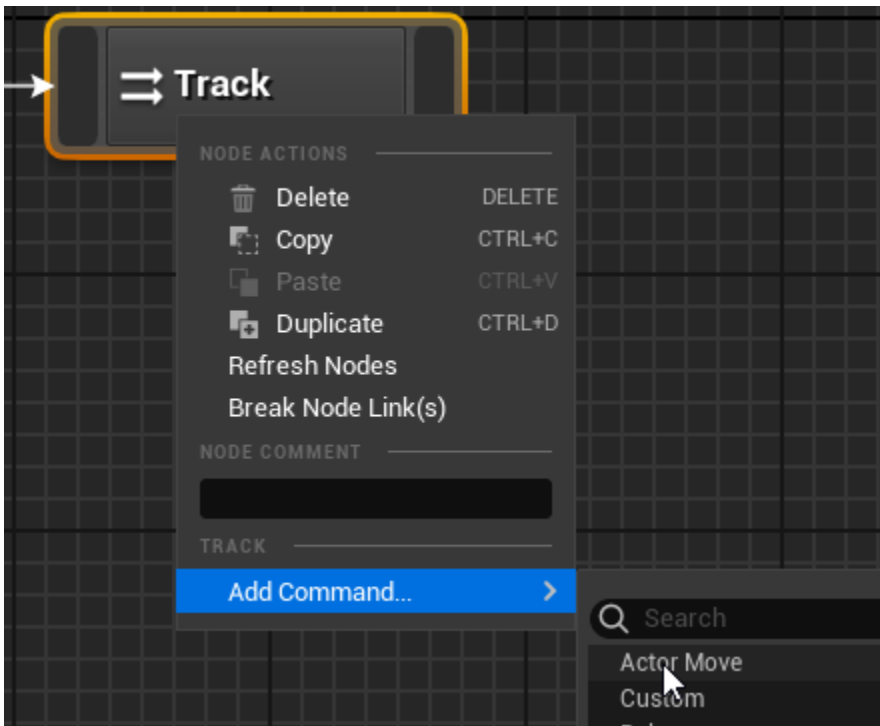 Track
NODE ACTIONS
Delete DELETE
Copy CTRL+C
Paste CTRL+V
Duplicate CTRL+D
Refresh Nodes
Break Node Link(s)
NODE COMMENT
TRACK
Add Command...
Search
Actor Move
Custom